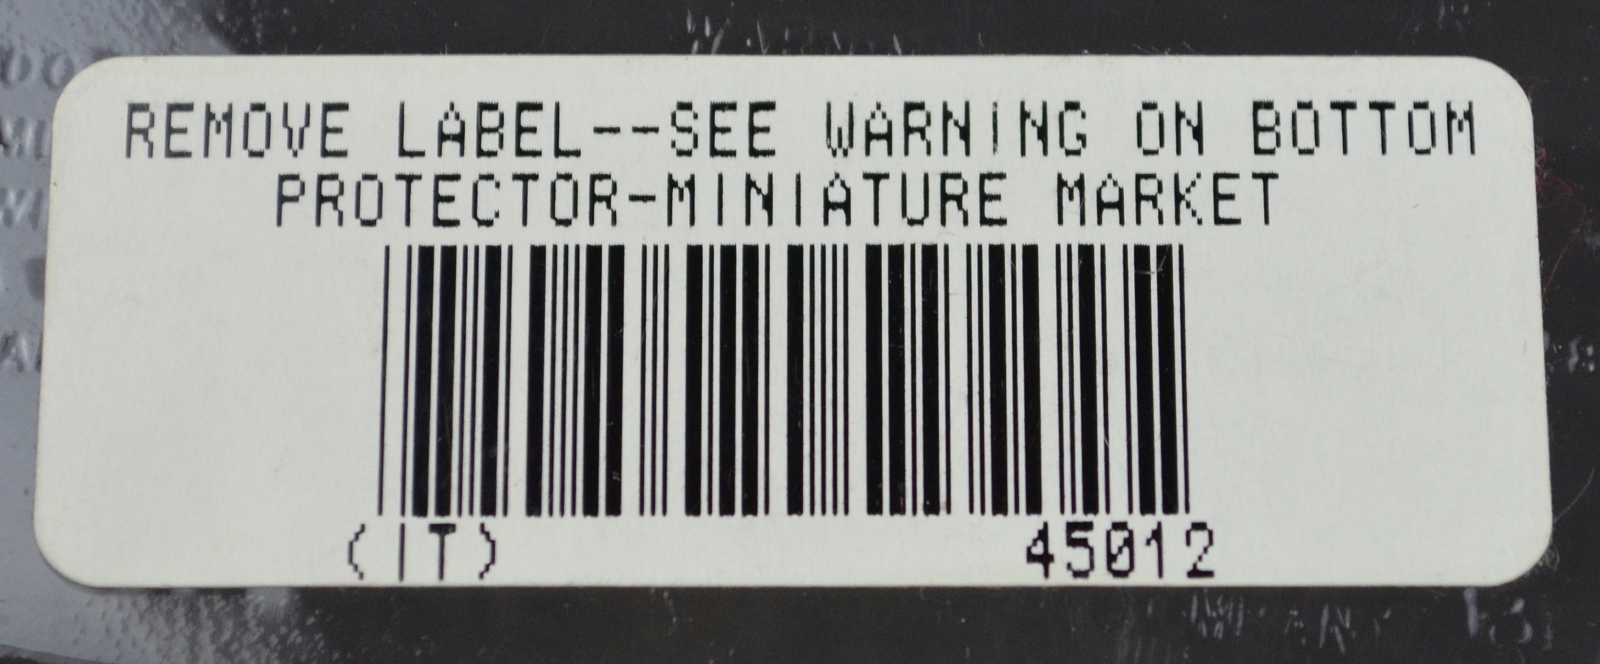 REMOVE LABEL--SEE WARNING ON BOTTOM
PROTECTOR-MINIATURE MARKET
(IT) 45012